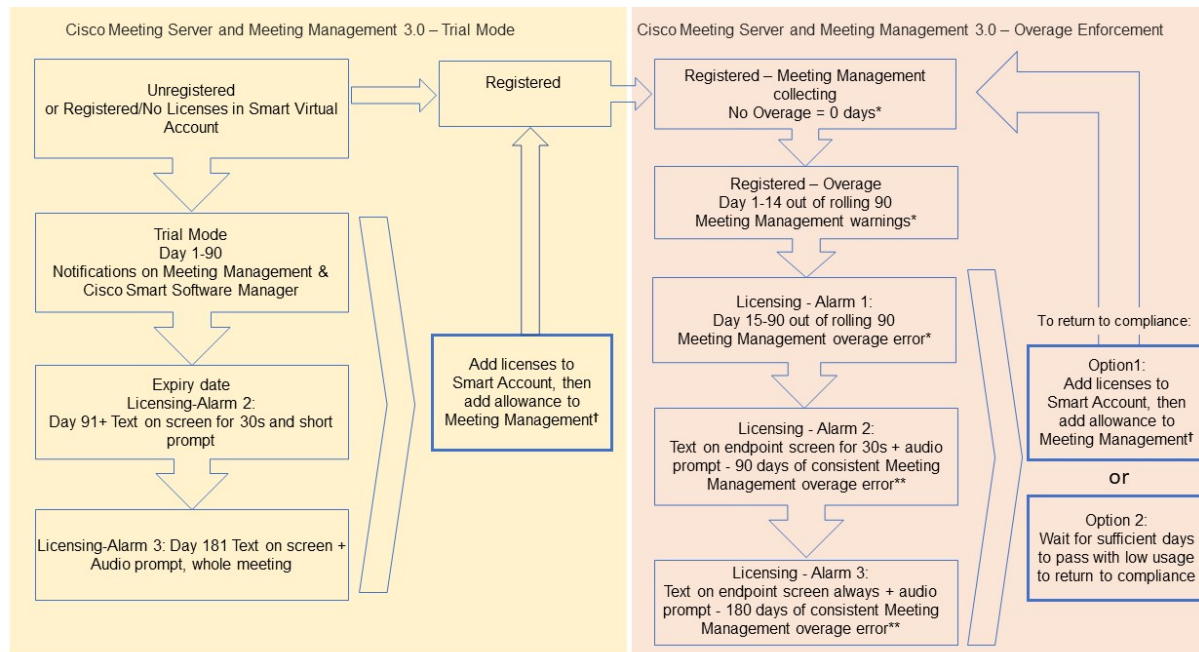 Cisco Meeting Server and Meeting Management 3.0 – Trial Mode
Unregistered
or Registered/No Licenses in Smart Virtual
Account
Registered
Trial Mode
Day 1-90
Notifications on Meeting Management &
Cisco Smart Software Manager
Expiry date
Licensing-Alarm 2:
Day 91+ Text on screen for 30s and short
prompt
Licensing-Alarm 3: Day 181 Text on screen +
Audio prompt, whole meeting
Add licenses to
Smart Account, then
add allowance to
Meeting Management†
Cisco Meeting Server and Meeting Management 3.0 – Overage Enforcement
Registered – Meeting Management
collecting
No Overage = 0 days*
Registered – Overage
Day 1-14 out of rolling 90
Meeting Management warnings*
Licensing - Alarm 1:
Day 15-90 out of rolling 90
Meeting Management overage error*
Licensing - Alarm 2:
Text on endpoint screen for 30s + audio
prompt - 90 days of consistent Meeting
Management overage error**
Licensing - Alarm 3:
Text on endpoint screen always + audio
prompt - 180 days of consistent Meeting
Management overage error**
To return to compliance:
Option1:
Add licenses to
Smart Account, then
add allowance to
Meeting Management†
or
Option 2:
Wait for sufficient days
to pass with low usage
to return to compliance